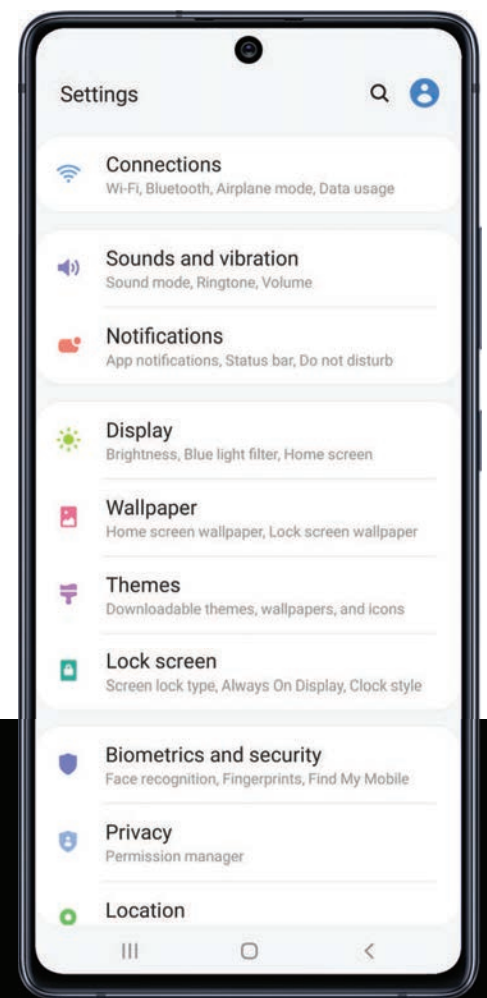 Settings
Connections
Wi-Fi, Bluetooth, Airplane mode, Data usage
Sounds and vibration
Sound mode, Ringtone, Volume
Notifications
App notifications, Status bar, Do not disturb
Display
Brightness, Blue light filter, Home screen
Wallpaper
Home screen wallpaper, Lock screen wallpaper
Themes
Downloadable themes, wallpapers, and icons
Lock screen
Screen lock type, Always On Display, Clock style
Biometrics and security
Face recognition, Fingerprints, Find My Mobile
Privacy
Permission manager
Location